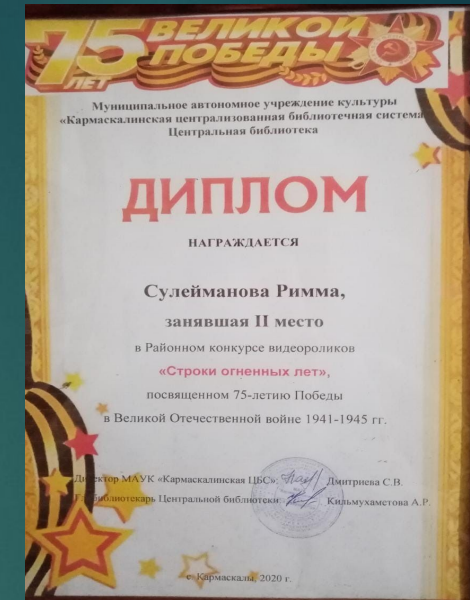 75 ЛЕТ
ВЕЛИКОЙ
ПОБЕДЫ
Муниципальное автономное учреждение культуры
«Кармаскалинская централизованная библиотечная система
Центральная библиотека
ДИПЛОМ
НАГРАЖДАЕТСЯ
Сулейманова Римма,
занявшая II место
в Районном конкурсе видеороликов
«Строки огненных лет»,
посвященном 75-летию Победы
в Великой Отечественной войне 1941-1945 гг.
Директор МАУК «Кармаскалинская ЦБС»: Дмитриева С.В.
Гл.библиотекарь Центральной библиотеки: Кильмухаметова А.Р.
с. Кармаскалы, 2020 г.